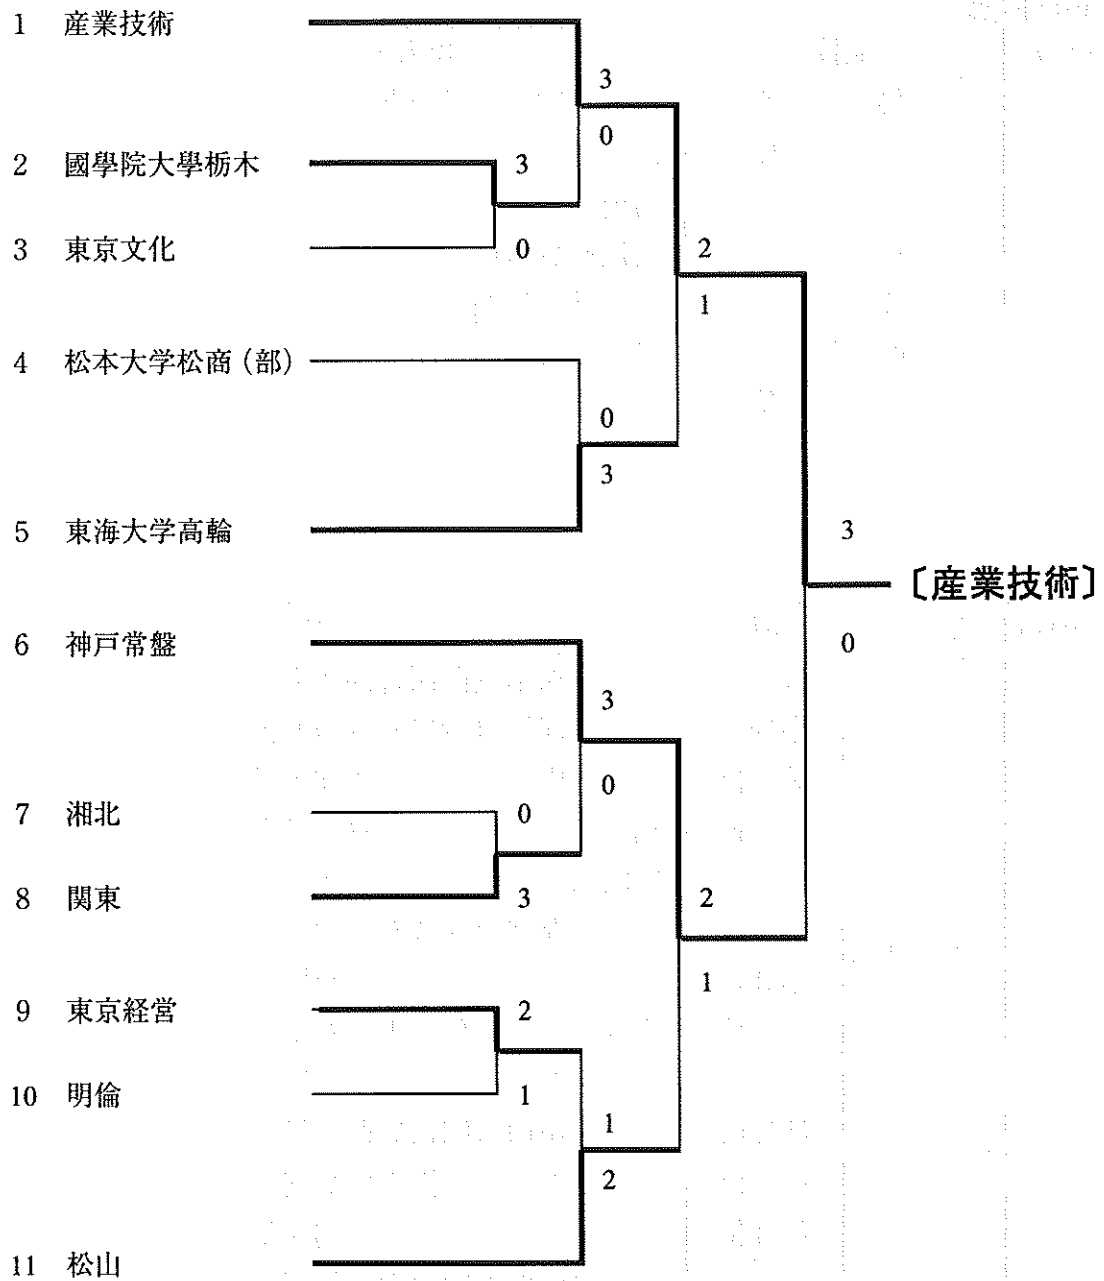 1 産業技術
3
0
2 國學院大學栃木
3
3 東京文化
0
2
1
4 松本大学松商（部）
0
3
5 東海大学高輪
3
〔産業技術〕
0
6 神戸常盤
3
0
7 湘北
0
8 関東
3
2
1
9 東京経営
2
10 明倫
1
1
2
11 松山